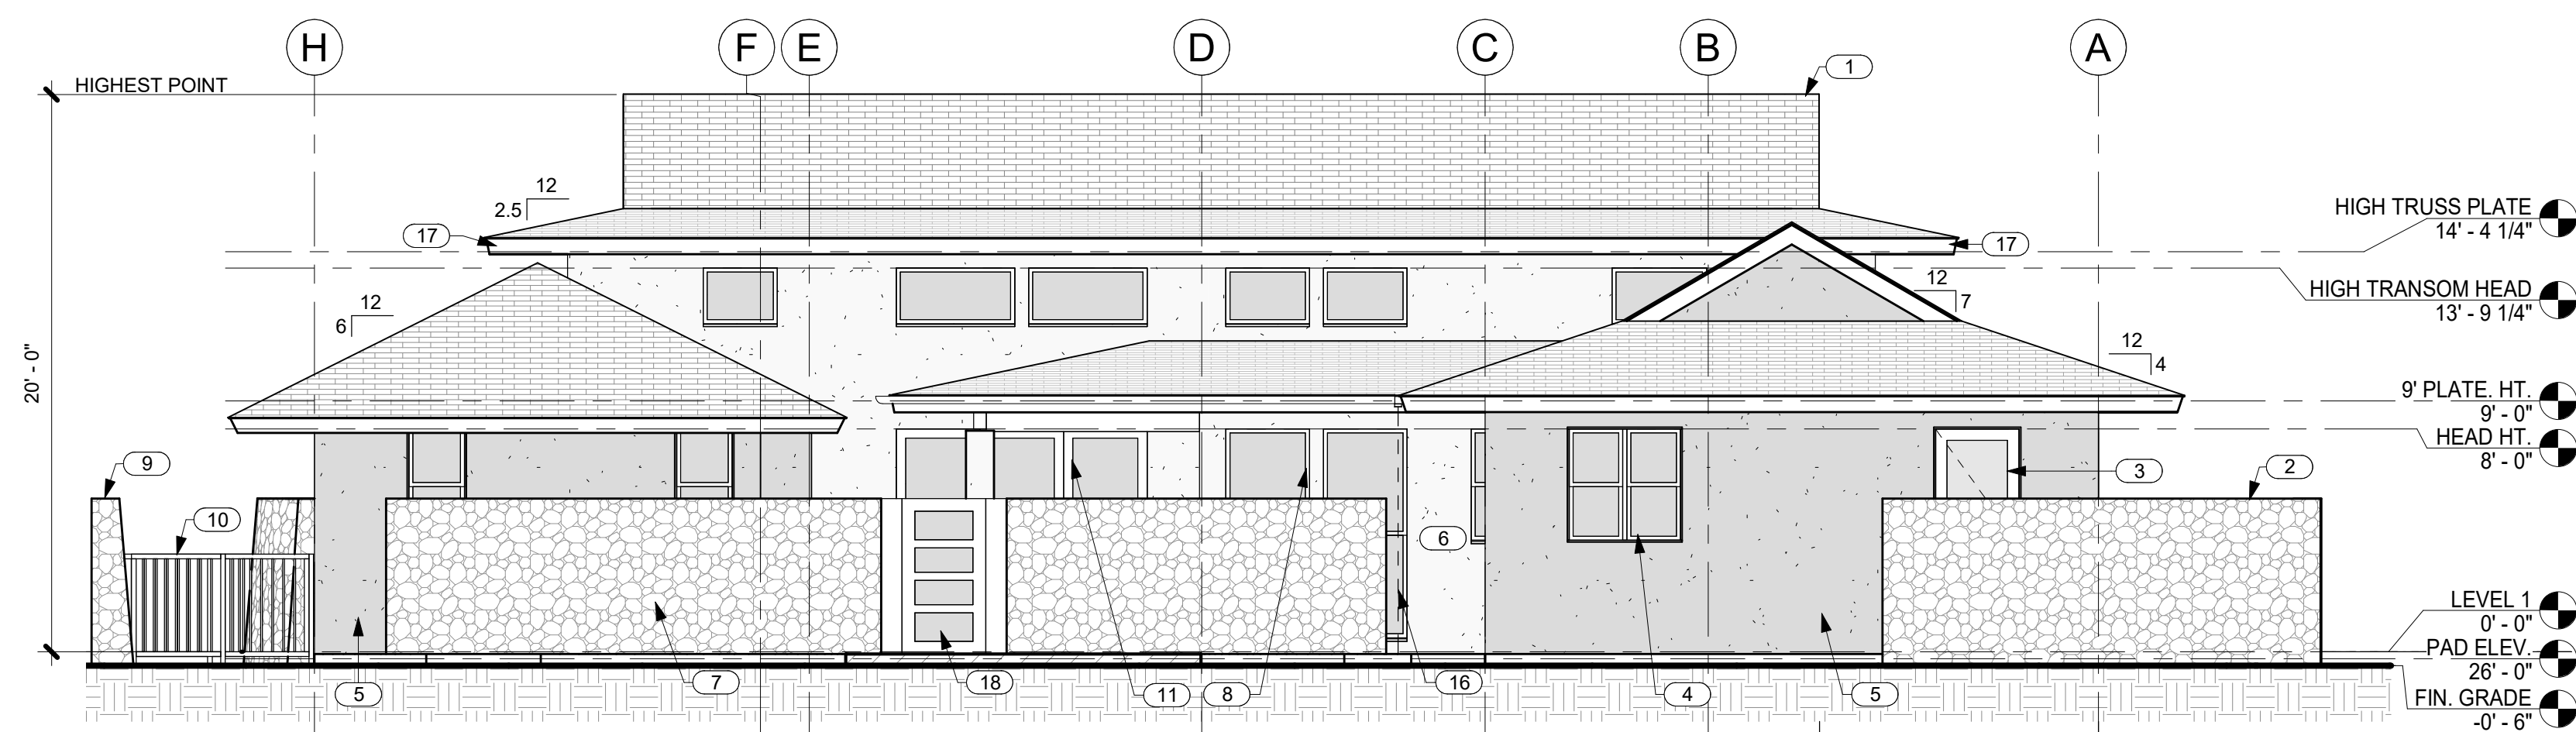 H
F
E
D
C
B
A
1
HIGHEST POINT
12
2.5
17
17
HIGH TRUSS PLATE
14' - 4 1/4"
12
7
HIGH TRANSOM HEAD
13' - 9 1/4"
12
6
12
4
20' - 0"
9' PLATE. HT.
9' - 0"
HEAD HT.
8' - 0"
9
3
2
10
6
LEVEL 1
0' - 0"
PAD ELEV.
26' - 0"
FIN. GRADE
-0' - 6"
5
7
18
11
8
16
4
5